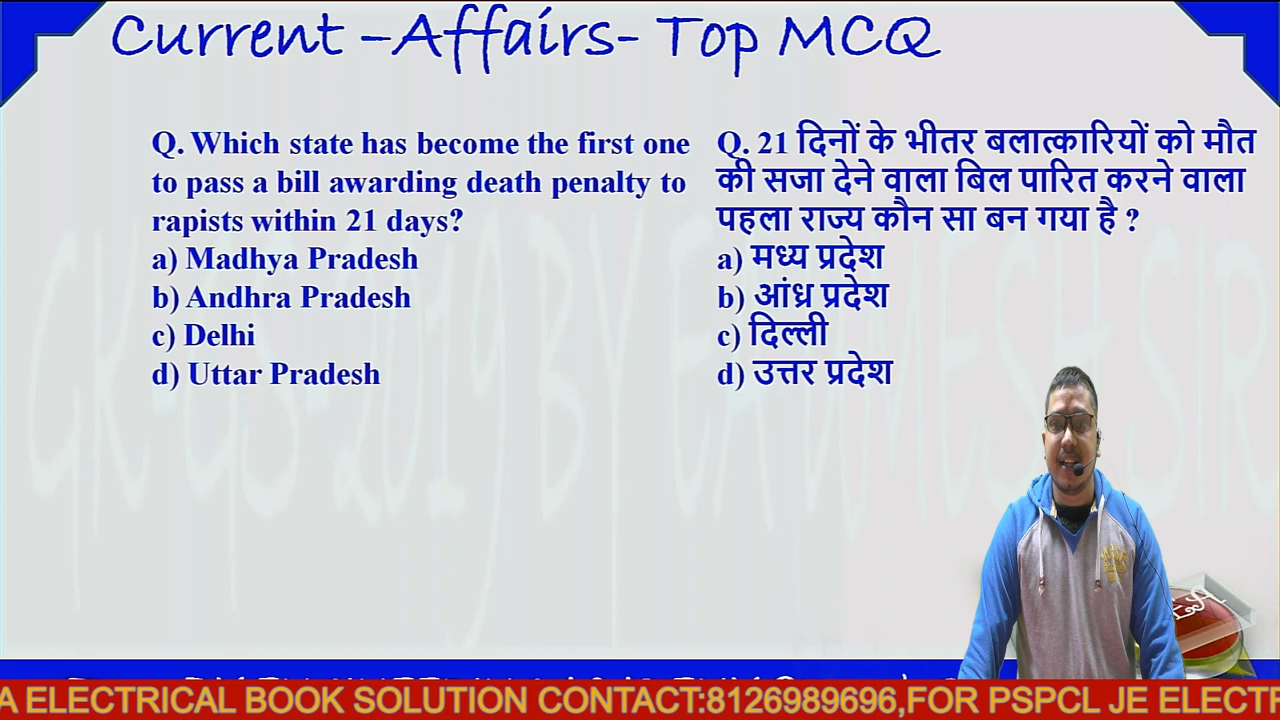 Current -Affairs- Top MCQ
Q. Which state has become the first one
to pass a bill awarding death penalty to
rapists within 21 days?
a) Madhya Pradesh
b) Andhra Pradesh
c) Delhi
d) Uttar Pradesh
Q. 21 दिनों के भीतर बलात्कारियों को मौत
की सजा देने वाला बिल पारित करने वाला
पहला राज्य कौन सा बन गया है ?
a) मध्य प्रदेश
b) आंध्र प्रदेश
c) दिल्ली
d) उत्तर प्रदेश
A ELECTRICAL BOOK SOLUTION CONTACT:8126989696,FOR PSPCL JE ELECTR